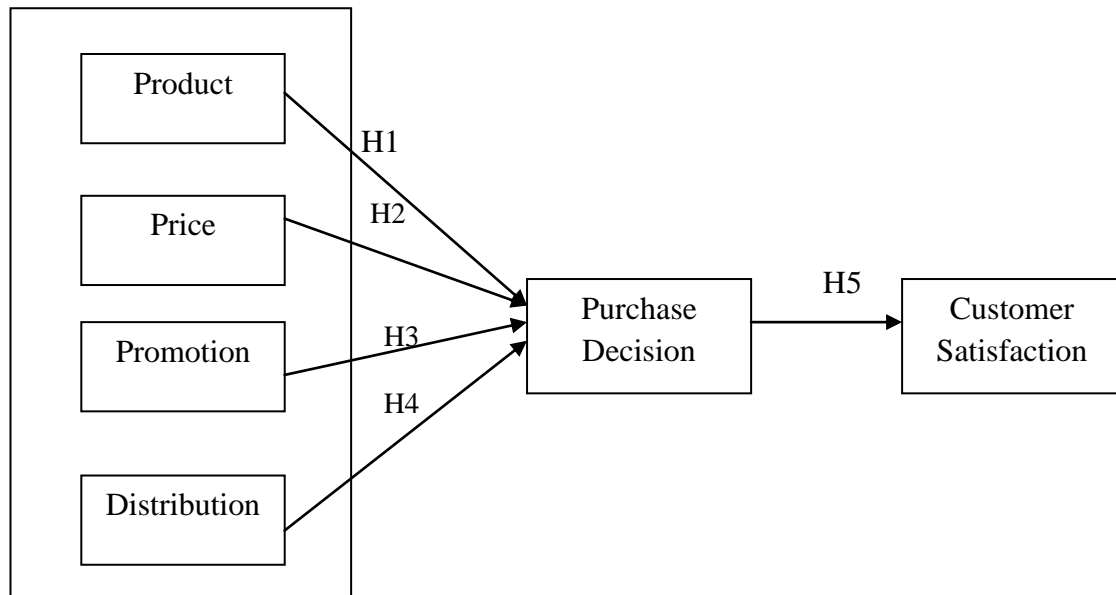 Product
H1
Price
H2
Promotion
H3
H4
Distribution
Purchase
Decision
H5
Customer
Satisfaction